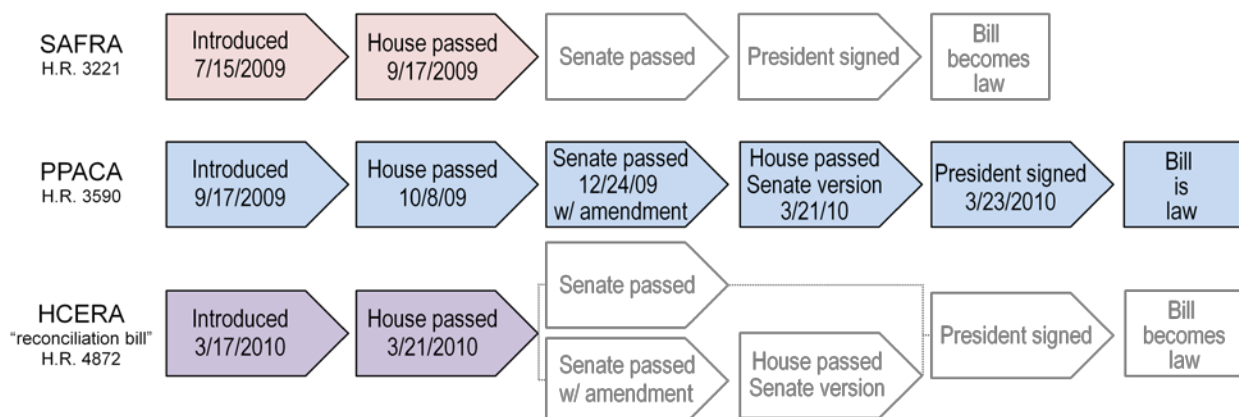 SAFRA
H.R. 3221
Introduced
7/15/2009
House passed
9/17/2009
Senate passed
President signed
Bill
becomes
law
PPACA
H.R. 3590
Introduced
9/17/2009
House passed
10/8/09
Senate passed
12/24/09
w/ amendment
House passed
Senate version
3/21/10
President signed
3/23/2010
Bill
is
law
HCERA
“reconciliation bill”
H.R. 4872
Introduced
3/17/2010
House passed
3/21/2010
Senate passed
Senate passed
w/ amendment
House passed
Senate version
President signed
Bill
becomes
law